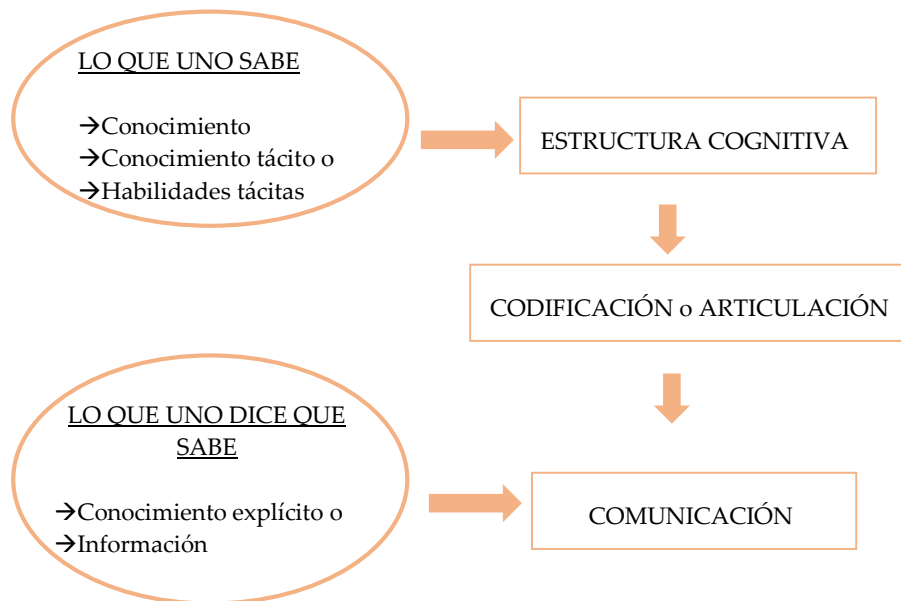 LO QUE UNO SABE
→Conocimiento
→Conocimiento tácito o
→Habilidades tácitas
ESTRUCTURA COGNITIVA
CODIFICACIÓN o ARTICULACIÓN
LO QUE UNO DICE QUE
SABE
→Conocimiento explícito o
→Información
COMUNICACIÓN